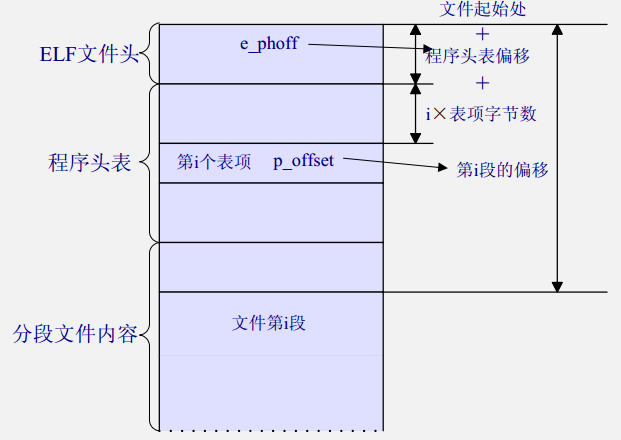 文件起始处
+
ELF文件头
e_phoff
程序头表偏移
+
i×表项字节数
程序头表
第i个表项 p_offset
第i段的偏移
分段文件内容
文件第i段